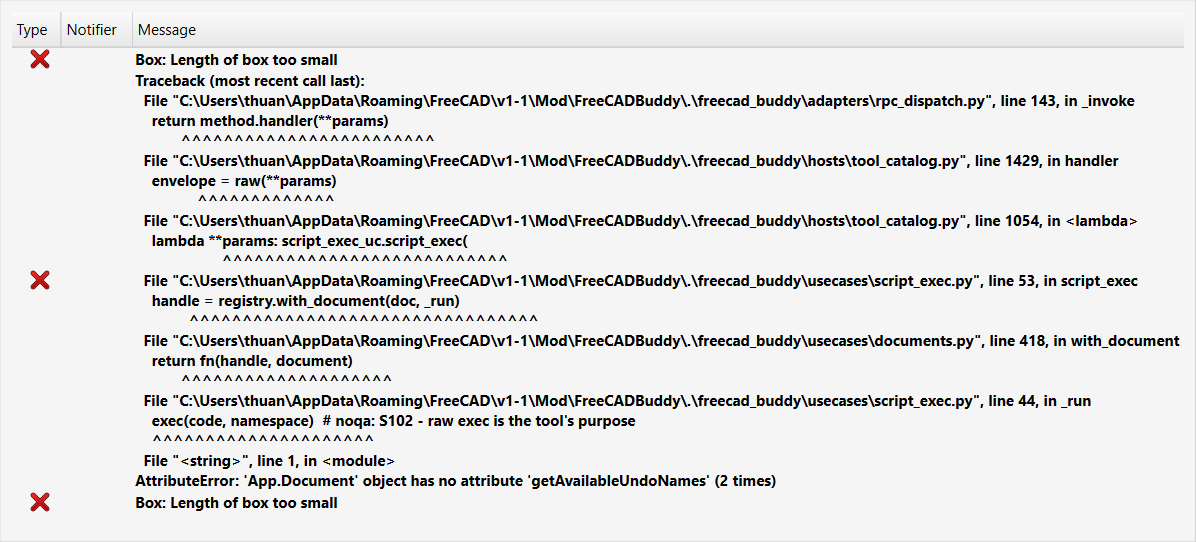 Type Notifier Message
Box: Length of box too small
Traceback (most recent call last):
File "C:\Users\thuan\AppData\Roaming\FreeCAD\v1-1\Mod\FreeCADBuddy\.\freecad_buddy\adapters\rpc_dispatch.py", line 143, in _invoke
return method.handler(**params)
^^^^^^^^^^^^^^^^^^^^^^^^
File "C:\Users\thuan\AppData\Roaming\FreeCAD\v1-1\Mod\FreeCADBuddy\.\freecad_buddy\hosts\tool_catalog.py", line 1429, in handler
envelope = raw(**params)
^^^^^^^^^^^^^
File "C:\Users\thuan\AppData\Roaming\FreeCAD\v1-1\Mod\FreeCADBuddy\.\freecad_buddy\hosts\tool_catalog.py", line 1054, in <lambda>
lambda **params: script_exec_uc.script_exec(
^^^^^^^^^^^^^^^^^^^^^^^^^^^
File "C:\Users\thuan\AppData\Roaming\FreeCAD\v1-1\Mod\FreeCADBuddy\.\freecad_buddy\usecases\script_exec.py", line 53, in script_exec
handle = registry.with_document(doc, _run)
^^^^^^^^^^^^^^^^^^^^^^^^^^^^^^^^^
File "C:\Users\thuan\AppData\Roaming\FreeCAD\v1-1\Mod\FreeCADBuddy\.\freecad_buddy\usecases\documents.py", line 418, in with_document
return fn(handle, document)
^^^^^^^^^^^^^^^^^^^^
File "C:\Users\thuan\AppData\Roaming\FreeCAD\v1-1\Mod\FreeCADBuddy\.\freecad_buddy\usecases\script_exec.py", line 44, in _run
exec(code, namespace)  # noqa: S102 - raw exec is the tool's purpose
^^^^^^^^^^^^^^^^^^^^^
File "<string>", line 1, in <module>
AttributeError: 'App.Document' object has no attribute 'getAvailableUndoNames' (2 times)
Box: Length of box too small